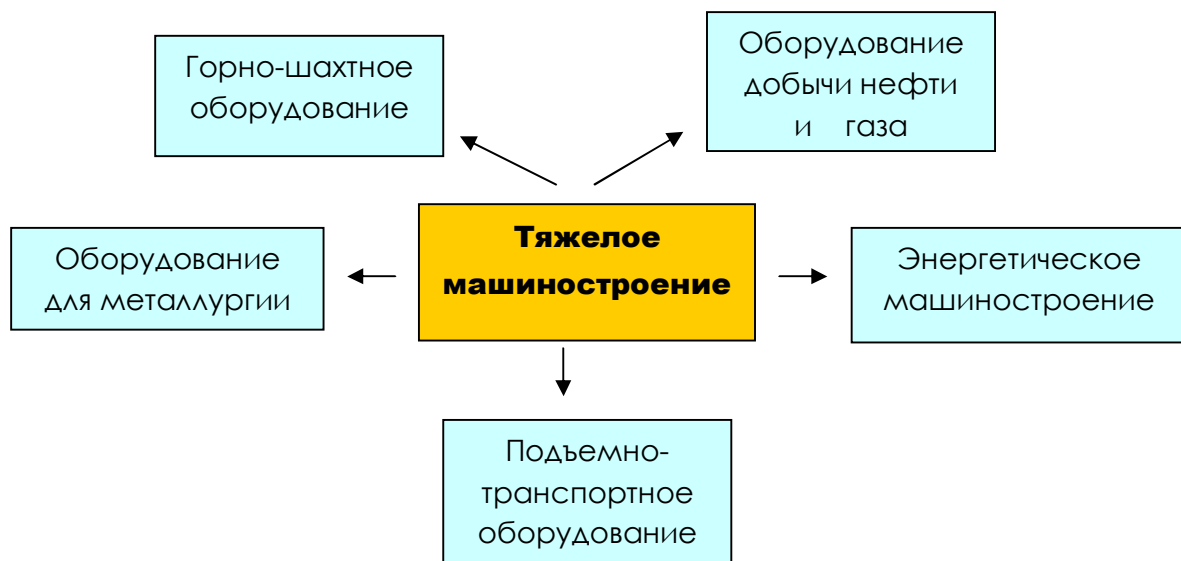 Горно-шахтное
оборудование
Оборудование
добычи нефти
и газа
Оборудование
для металлургии
Тяжелое
машиностроение
Энергетическое
машиностроение
Подъемно-
транспортное
оборудование